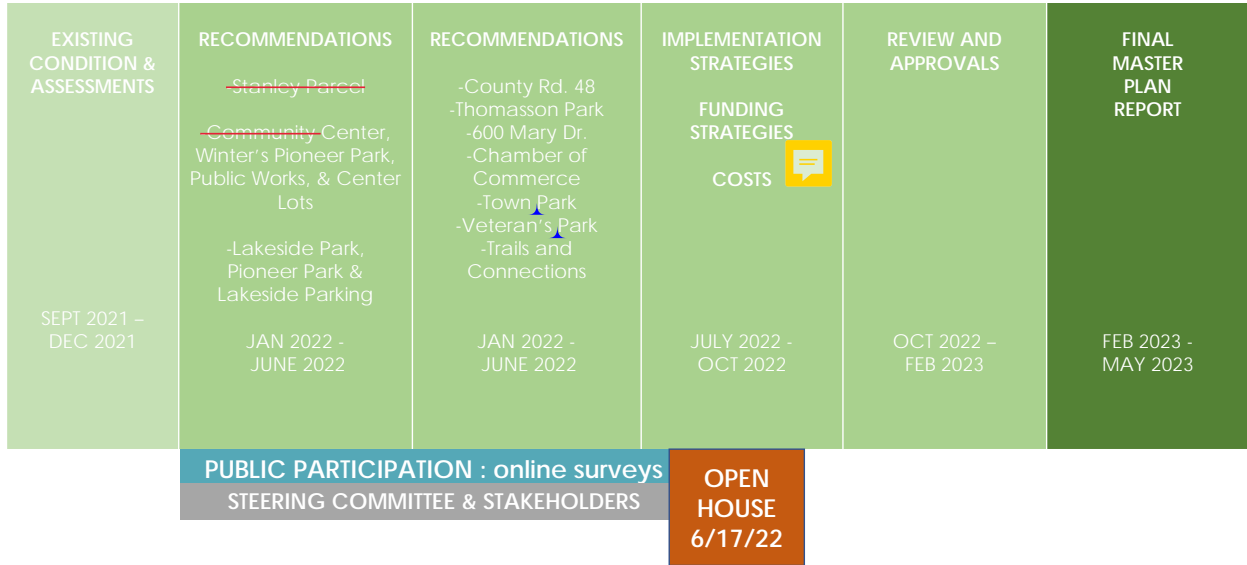 EXISTING
CONDITION &
ASSESSMENTS
SEPT 2021 –
DEC 2021
RECOMMENDATIONS
-Stanley Parcel
-Community Center,
Winter's Pioneer Park,
Public Works, & Center
Lots
-Lakeside Park,
Pioneer Park &
Lakeside Parking
JAN 2022 -
JUNE 2022
RECOMMENDATIONS
-County Rd. 48
-Thomasson Park
-600 Mary Dr.
-Chamber of
Commerce
-Town Park
-Veteran's Park
-Trails and
Connections
JAN 2022 -
JUNE 2022
IMPLEMENTATION
STRATEGIES
FUNDING
STRATEGIES
COSTS
JULY 2022 -
OCT 2022
REVIEW AND
APPROVALS
OCT 2022 –
FEB 2023
FINAL
MASTER
PLAN
REPORT
FEB 2023 -
MAY 2023
PUBLIC PARTICIPATION : online surveys
STEERING COMMITTEE & STAKEHOLDERS
OPEN
HOUSE
6/17/22